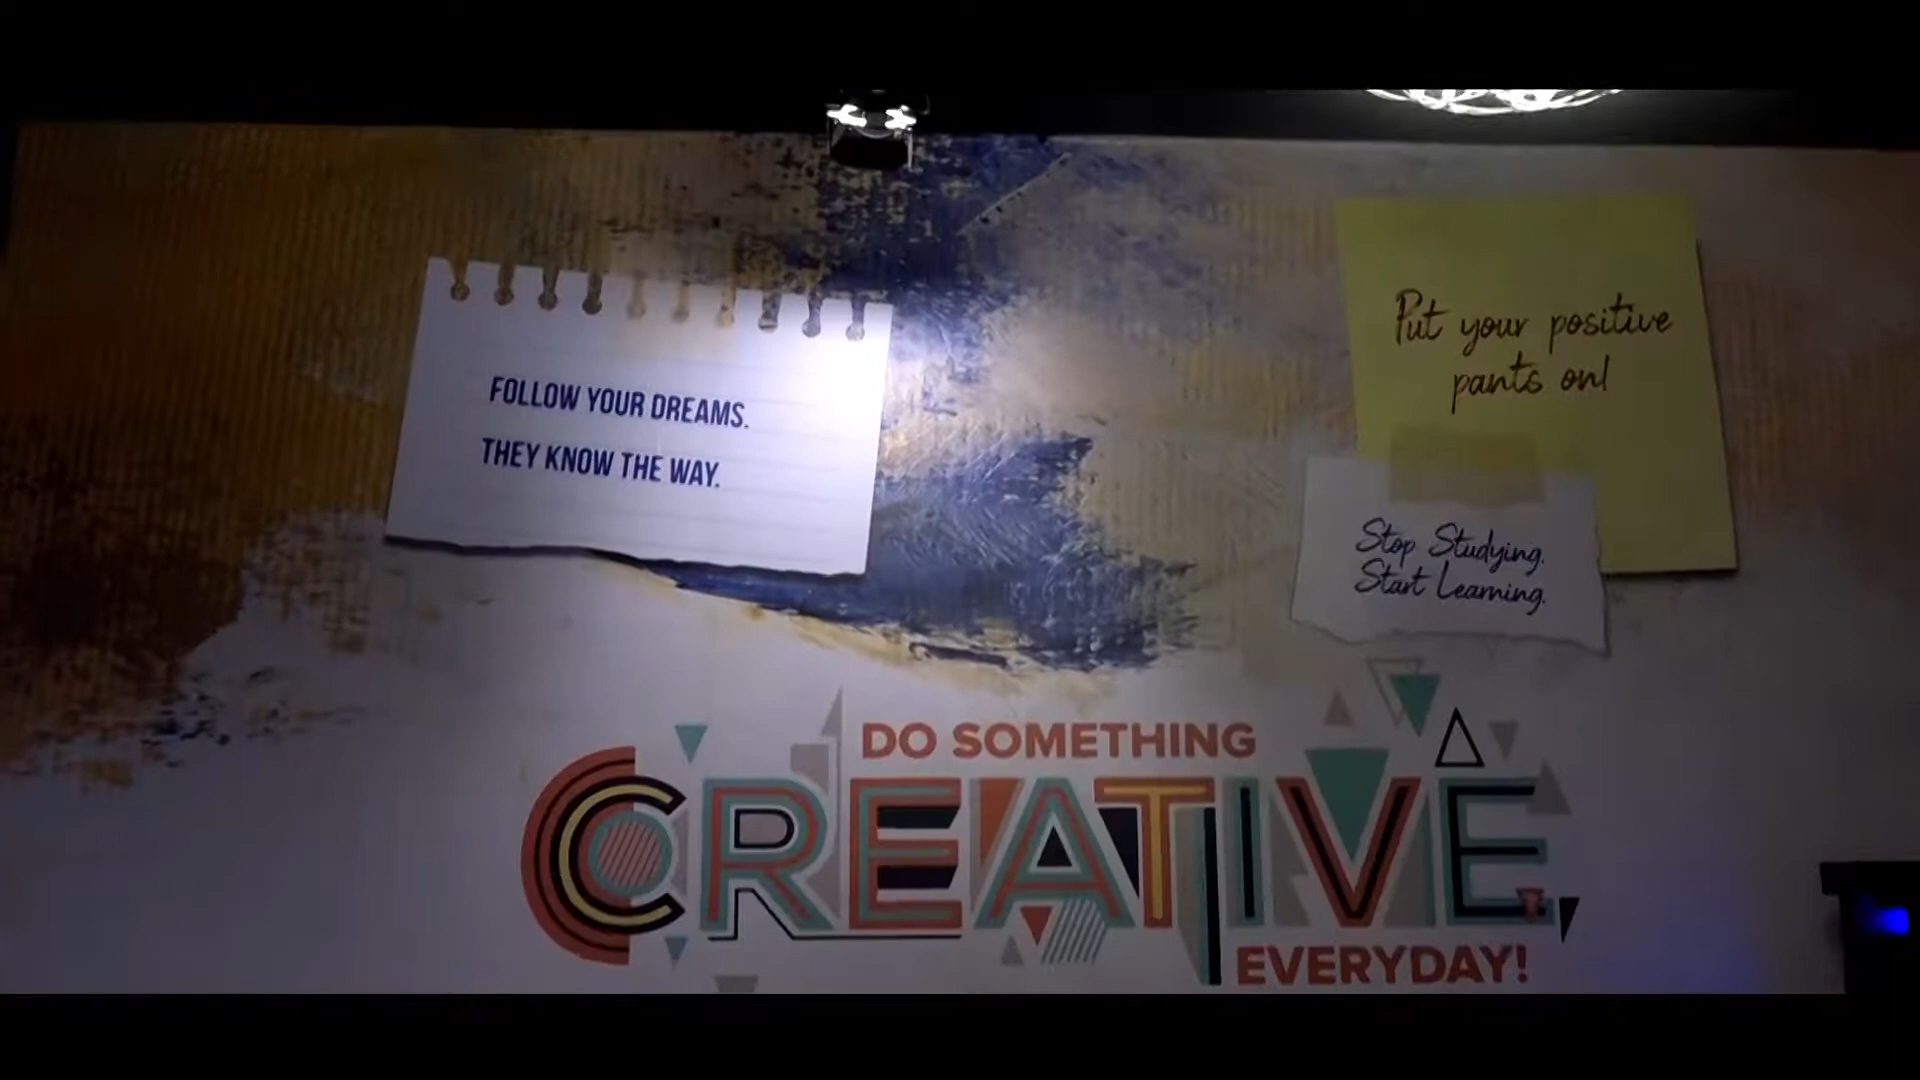 FOLLOW YOUR DREAMS.
THEY KNOW THE WAY.
Put your positive
pants on!
Stop Studying.
Start Learning.
DO SOMETHING
CREATIVE
EVERYDAY!